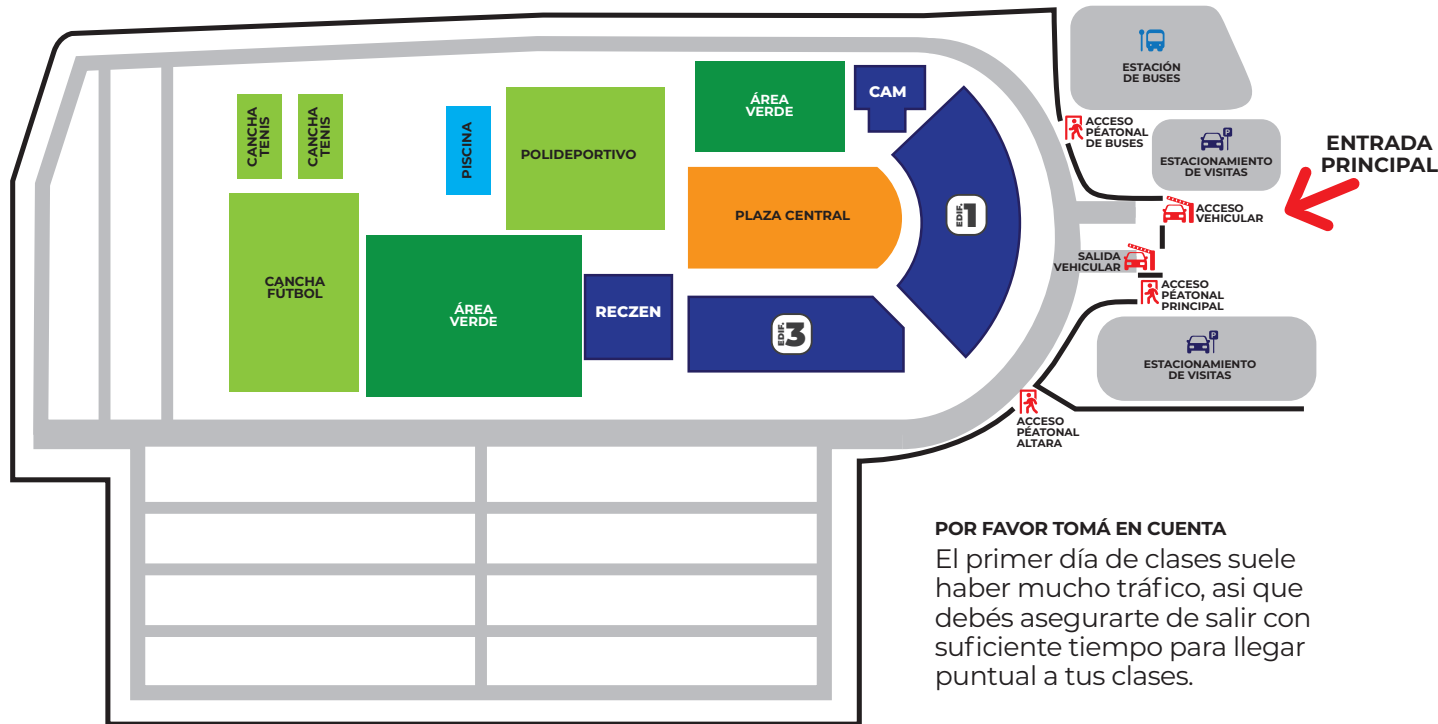 ESTACIÓN
DE BUSES
ACCESO
PÉATONAL
DE BUSES
P
ESTACIONAMIENTO
DE VISITAS
ENTRADA
PRINCIPAL
ACCESO
VEHICULAR
SALIDA
VEHICULAR
ACCESO
PÉATONAL
PRINCIPAL
P
ESTACIONAMIENTO
DE VISITAS
ACCESO
PÉATONAL
ALTARA
CANCHA
TENIS
CANCHA
TENIS
PISCINA
POLIDEPORTIVO
ÁREA
VERDE
CAM
PLAZA CENTRAL
EDIF. 1
CANCHA
FÚTBOL
ÁREA
VERDE
RECZEN
EDIF. 3
POR FAVOR TOMÁ EN CUENTA
El primer día de clases suele
haber mucho tráfico, asi que
debés asegurarte de salir con
suficiente tiempo para llegar
puntual a tus clases.